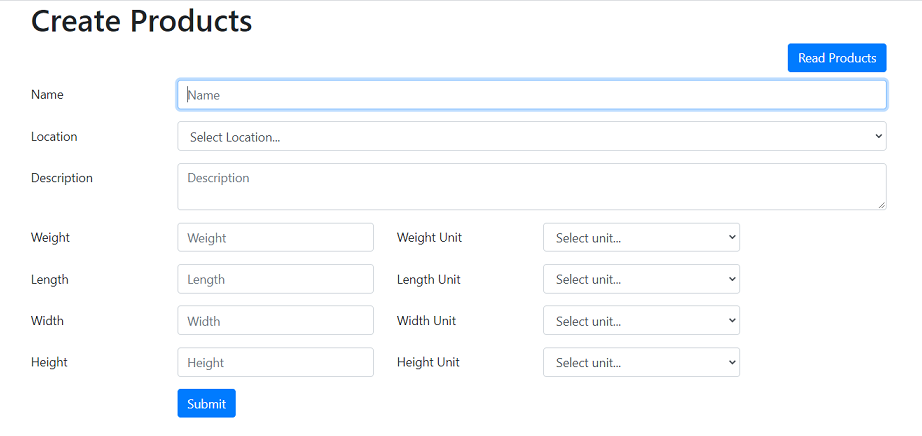 Create Products
Read Products
Name Name
Location Select Location...
Description Description
Weight Weight Weight Unit Select unit...
Length Length Length Unit Select unit...
Width Width Width Unit Select unit...
Height Height Height Unit Select unit...
Submit